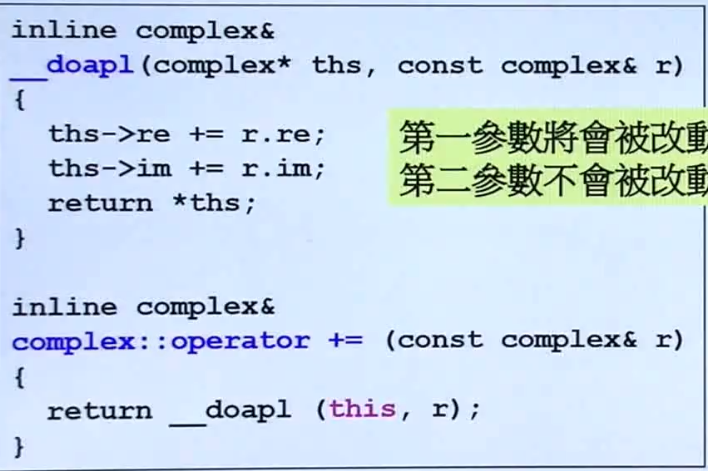 inline complex&
__doapl(complex* ths, const complex& r)
{
  ths->re += r.re;
  ths->im += r.im;
  return *ths;
}
第一參數將會被改動
第二參數不會被改動
inline complex&
complex::operator += (const complex& r)
{
  return __doapl (this, r);
}